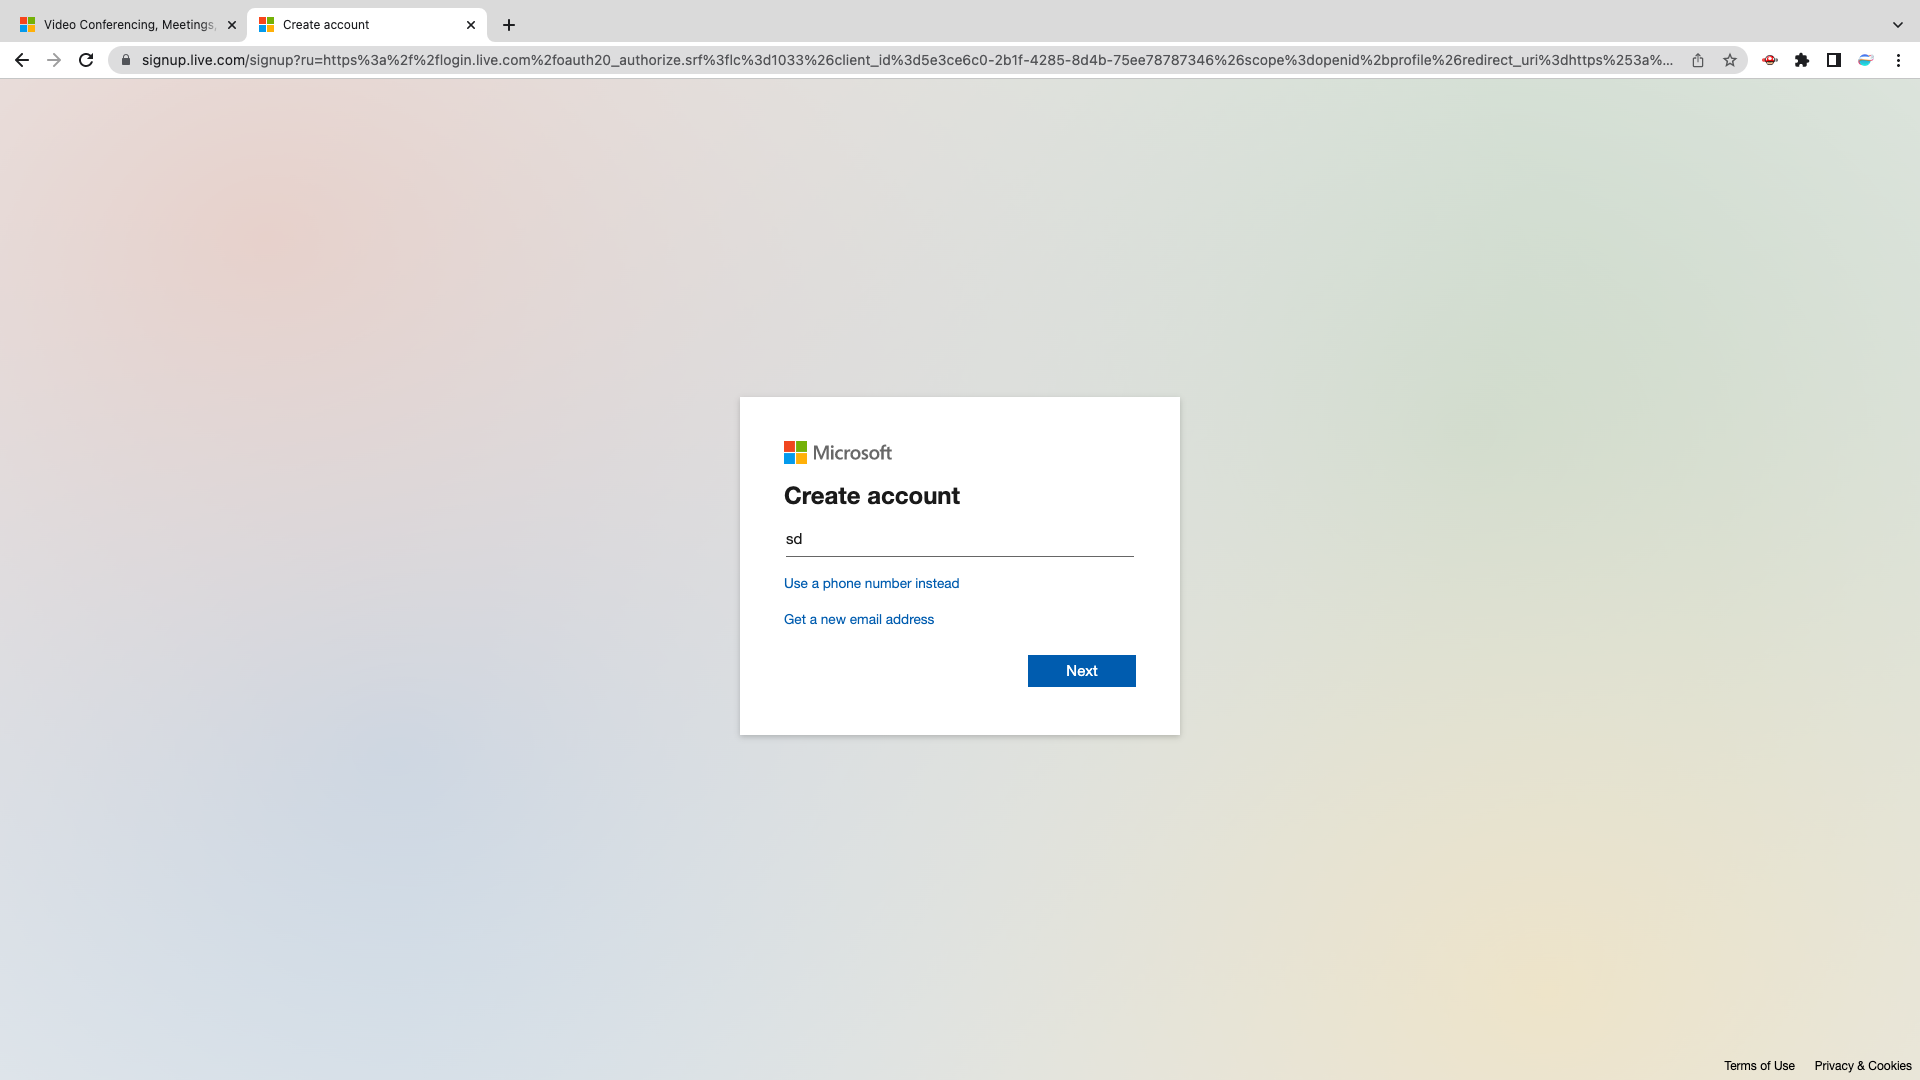 Video Conferencing, Meetings,
Create account
signup.live.com/signup?ru=https%3a%2f%2flogin.live.com%2foauth20_authorize.srf%3flc%3d1033%26client_id%3d5e3ce6c0-2b1f-4285-8d4b-75ee78787346%26scope%3dopenid%2bprofile%26redirect_uri%3dhttps%253a%...
Microsoft
Create account
sd
Use a phone number instead
Get a new email address
Next
Terms of Use
Privacy & Cookies